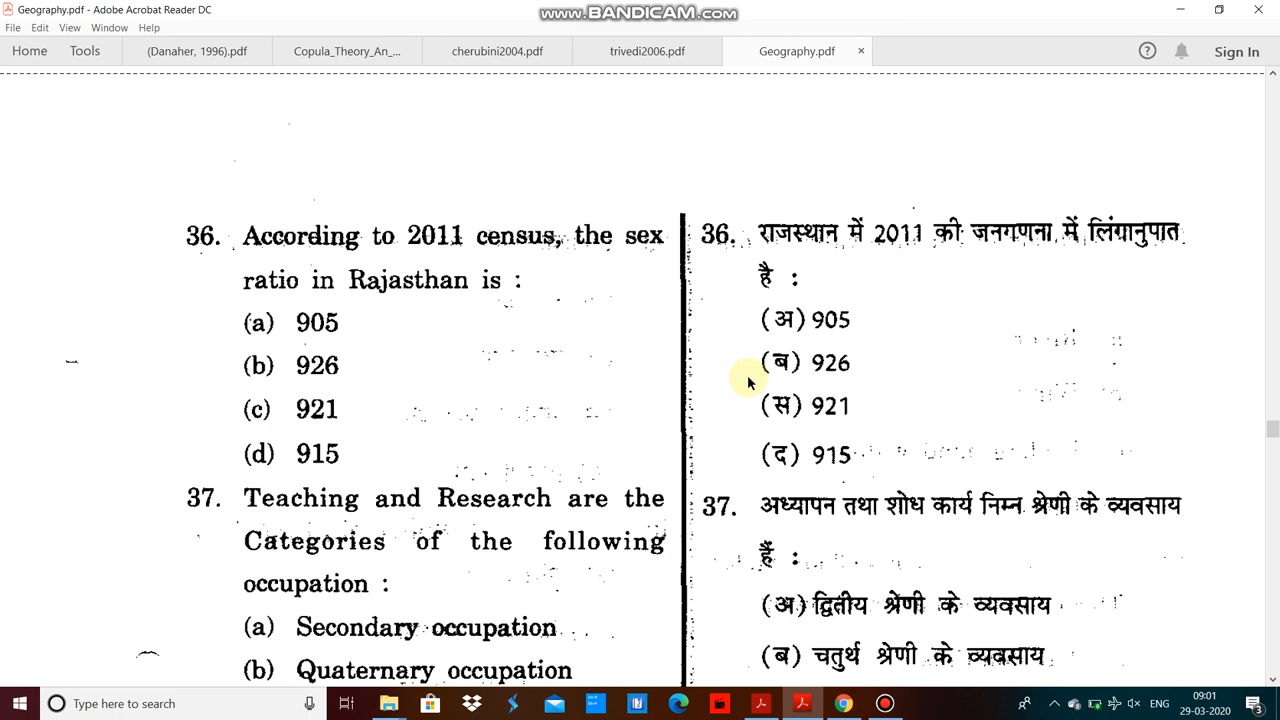 Geography.pdf - Adobe Acrobat Reader DC
www.BANDICAM.com
File Edit View Window Help
Home Tools (Danaher, 1996).pdf Copula_Theory_An_... cherubini2004.pdf trivedi2006.pdf Geography.pdf × Sign In
36. According to 2011 census, the sex
ratio in Rajasthan is :
(a) 905
(b) 926
(c) 921
(d) 915
37. Teaching and Research are the
Categories of the following
occupation :
(a) Secondary occupation
(b) Quaternary occupation
36. राजस्थान में 2011 की जनगणना में लिंगानुपात
है :
(अ) 905
(ब) 926
(स) 921
(द) 915
37. अध्यापन तथा शोध कार्य निम्न श्रेणी के व्यवसाय
हैं :
(अ) द्वितीय श्रेणी के व्यवसाय
(ब) चतुर्थ श्रेणी के व्यवसाय
Type here to search
ENG
09:01
29-03-2020
3